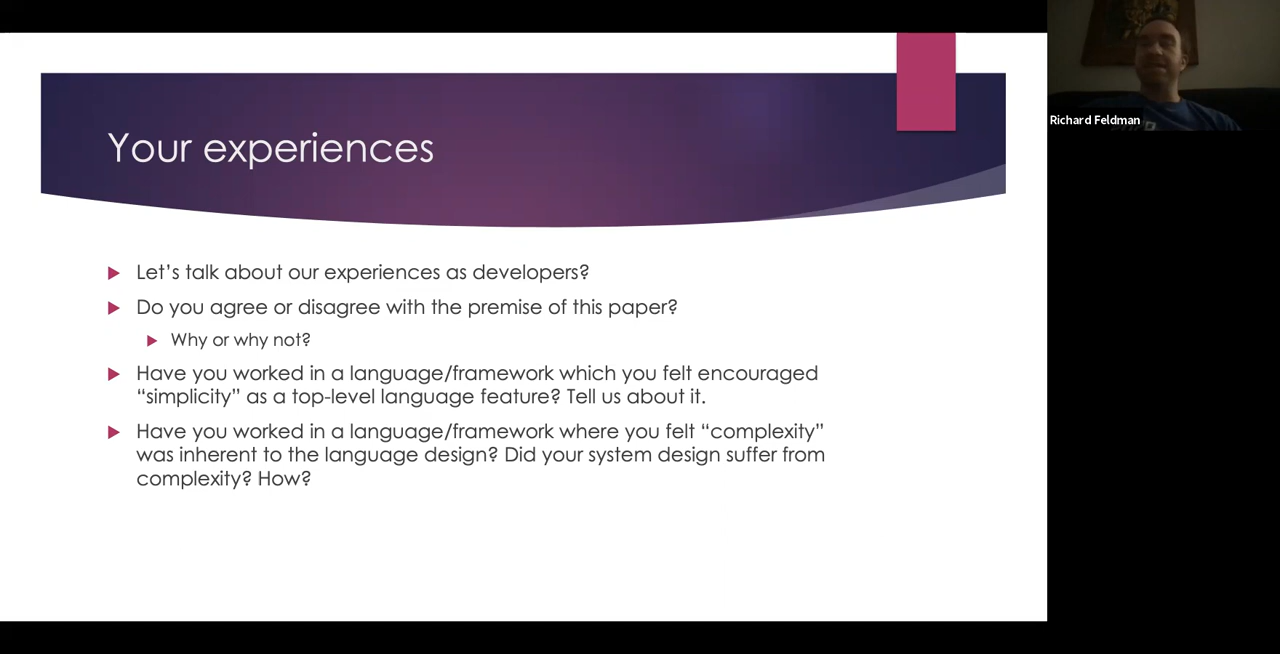 Your experiences
Let’s talk about our experiences as developers?
Do you agree or disagree with the premise of this paper?
Why or why not?
Have you worked in a language/framework which you felt encouraged
“simplicity” as a top-level language feature? Tell us about it.
Have you worked in a language/framework where you felt “complexity”
was inherent to the language design? Did your system design suffer from
complexity? How?
Richard Feldman